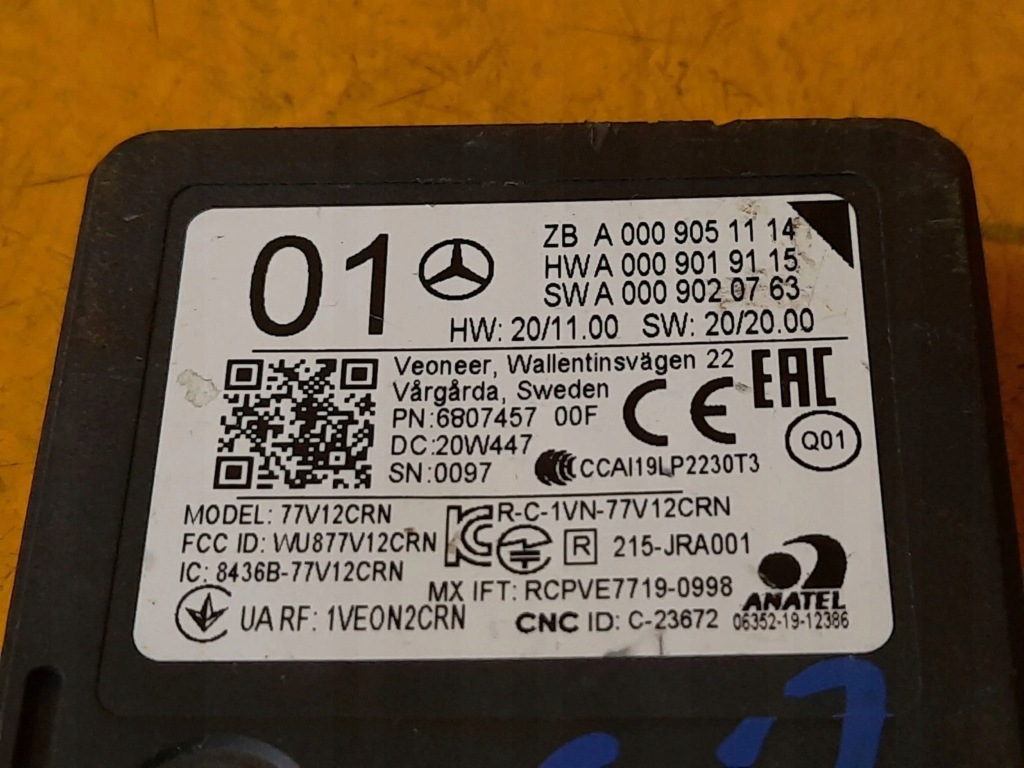 01
ZB A 000 905 11 14
HW A 000 901 91 15
SW A 000 902 07 63
HW: 20/11.00 SW: 20/20.00
Veoneer, Wallentinsvägen 22
Vårgårda, Sweden
PN:6807457 00F
DC:20W447
SN:0097
CE
EAC
Q01
CCAI19LP2230T3
MODEL: 77V12CRN
FCC ID: WU877V12CRN
IC: 8436B-77V12CRN
UA RF: 1VEON2CRN
KC R-C-1VN-77V12CRN
R 215-JRA001
MX IFT: RCPVE7719-0998
CNC ID: C-23672
ANATEL
06352-19-12386